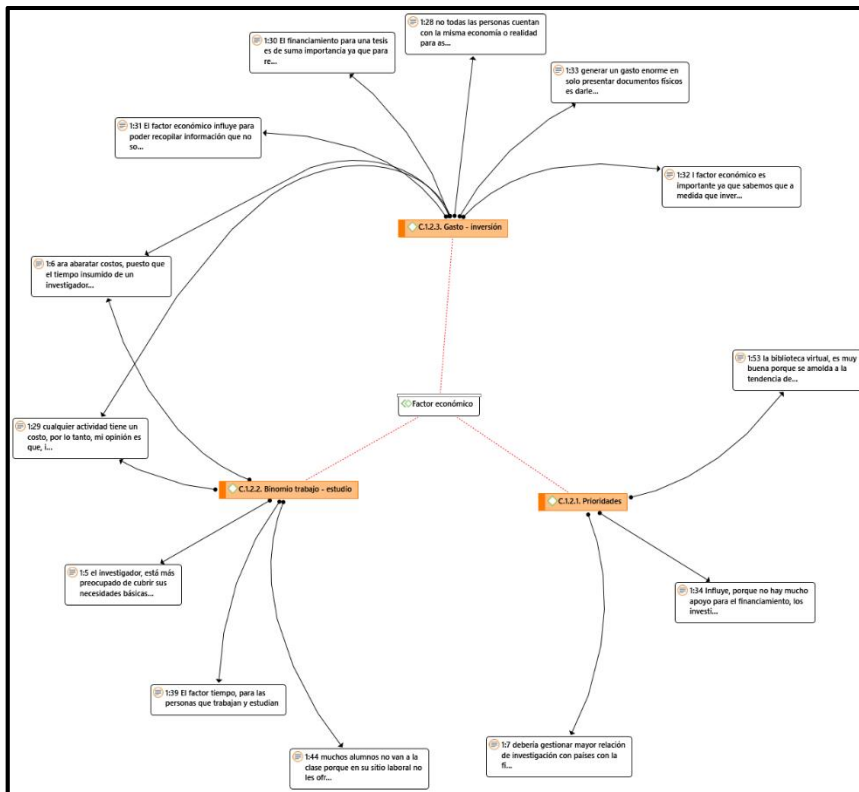 1:28 no todas las personas cuentan
con la misma economía o realidad
para as...
1:30 El financiamiento para una tesis
es de suma importancia ya que para
re...
1:33 generar un gasto enorme en
solo presentar documentos físicos
es darle...
1:31 El factor económico influye para
poder recopilar información que no
so...
1:32 l factor económico es
importante ya que sabemos que a
medida que inver...
C.1.2.3. Gasto - inversión
1:6 ara abaratar costos, puesto que
el tiempo insumido de un
investigador...
1:53 la biblioteca virtual, es muy
buena porque se amolda a la
tendencia de...
Factor económico
1:29 cualquier actividad tiene un
costo, por lo tanto, mi opinión es
que, i...
C.1.2.2. Binomio trabajo - estudio
C.1.2.1. Prioridades
1:5 el investigador, está más
preocupado de cubrir sus
necesidades básicas...
1:34 Influye, porque no hay mucho
apoyo para el financiamiento, los
investi...
1:39 El factor tiempo, para las
personas que trabajan y estudian
1:44 muchos alumnos no van a la
clase porque en su sitio laboral no
les ofr...
1:7 debería gestionar mayor relación
de investigación con países con la
fi...